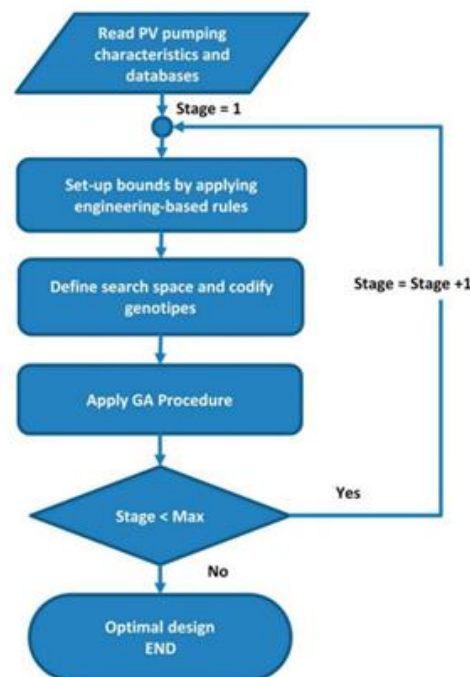 Read PV pumping
characteristics and
databases
Stage = 1
Set-up bounds by applying
engineering-based rules
Define search space and codify
genotipes
Stage = Stage +1
Apply GA Procedure
Stage < Max
Yes
No
Optimal design
END